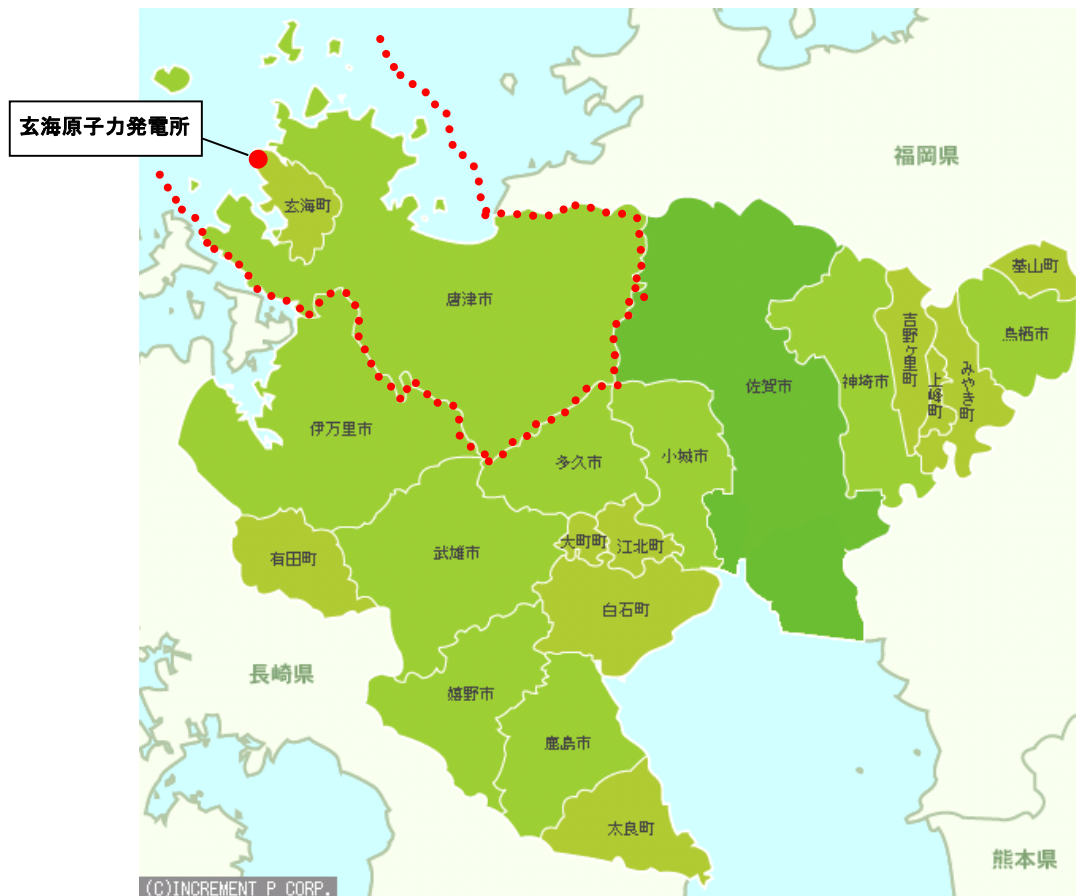 玄海原子力発電所
福岡県
玄海町
基山町
唐津市
鳥栖市
吉野ヶ里町
みやき町
上峰町
神埼市
佐賀市
伊万里市
小城市
多久市
大町町
江北町
武雄市
有田町
白石町
長崎県
嬉野市
鹿島市
太良町
熊本県
(C)INCREMENT P CORP.